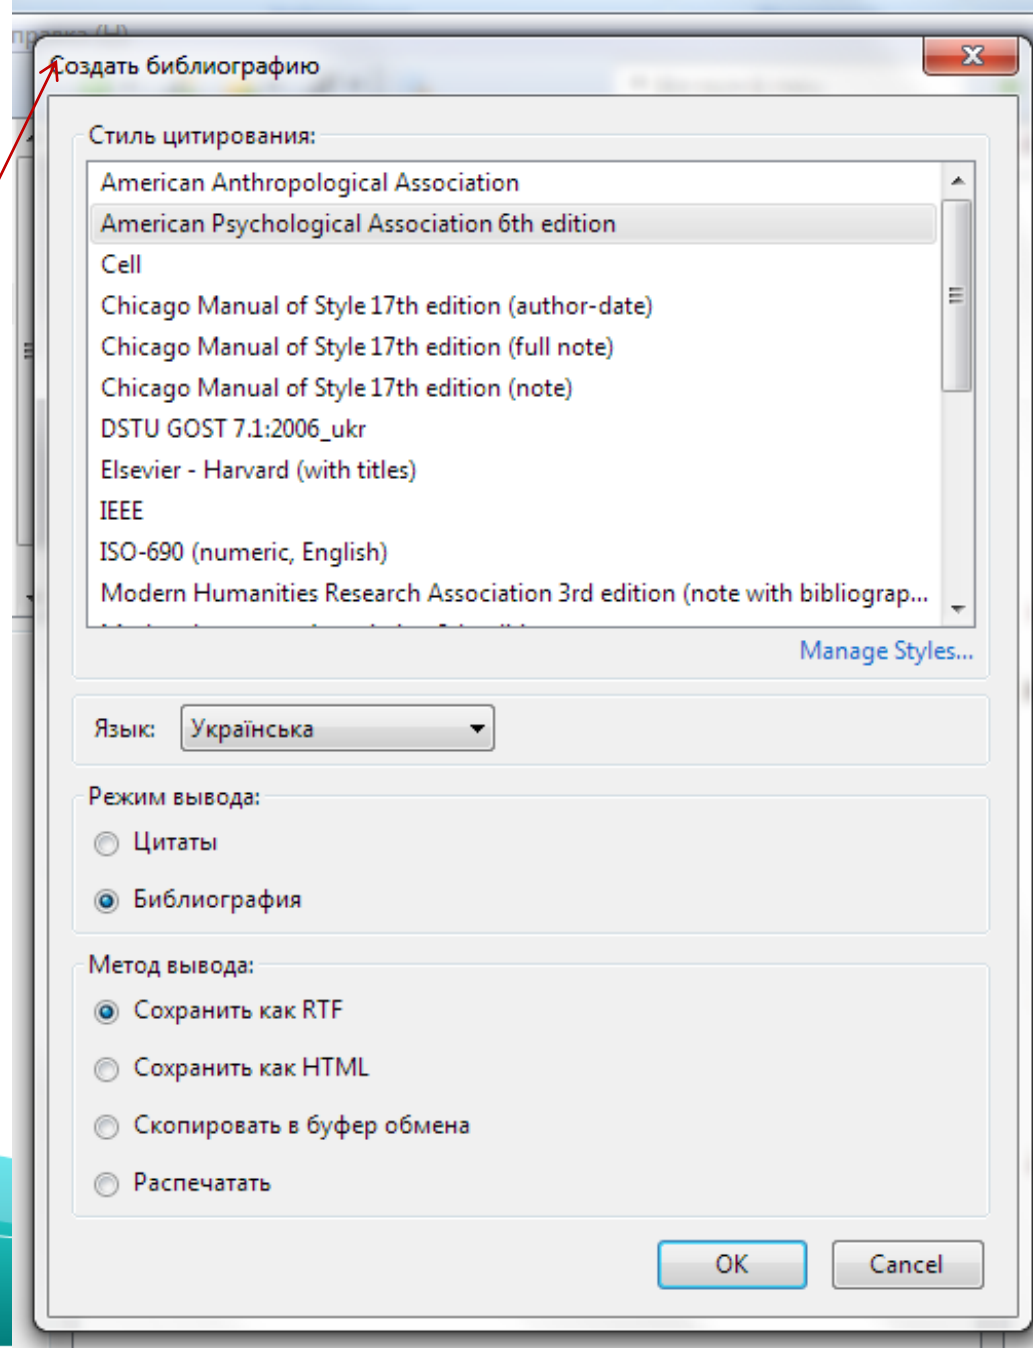 Создать библиографию
Стиль цитирования:
American Anthropological Association
American Psychological Association 6th edition
Cell
Chicago Manual of Style 17th edition (author-date)
Chicago Manual of Style 17th edition (full note)
Chicago Manual of Style 17th edition (note)
DSTU GOST 7.1:2006_ukr
Elsevier - Harvard (with titles)
IEEE
ISO-690 (numeric, English)
Modern Humanities Research Association 3rd edition (note with bibliograp...
Manage Styles...
Язык: Українська
Режим вывода:
Цитаты
Библиография
Метод вывода:
Сохранить как RTF
Сохранить как HTML
Скопировать в буфер обмена
Распечатать
OK Cancel